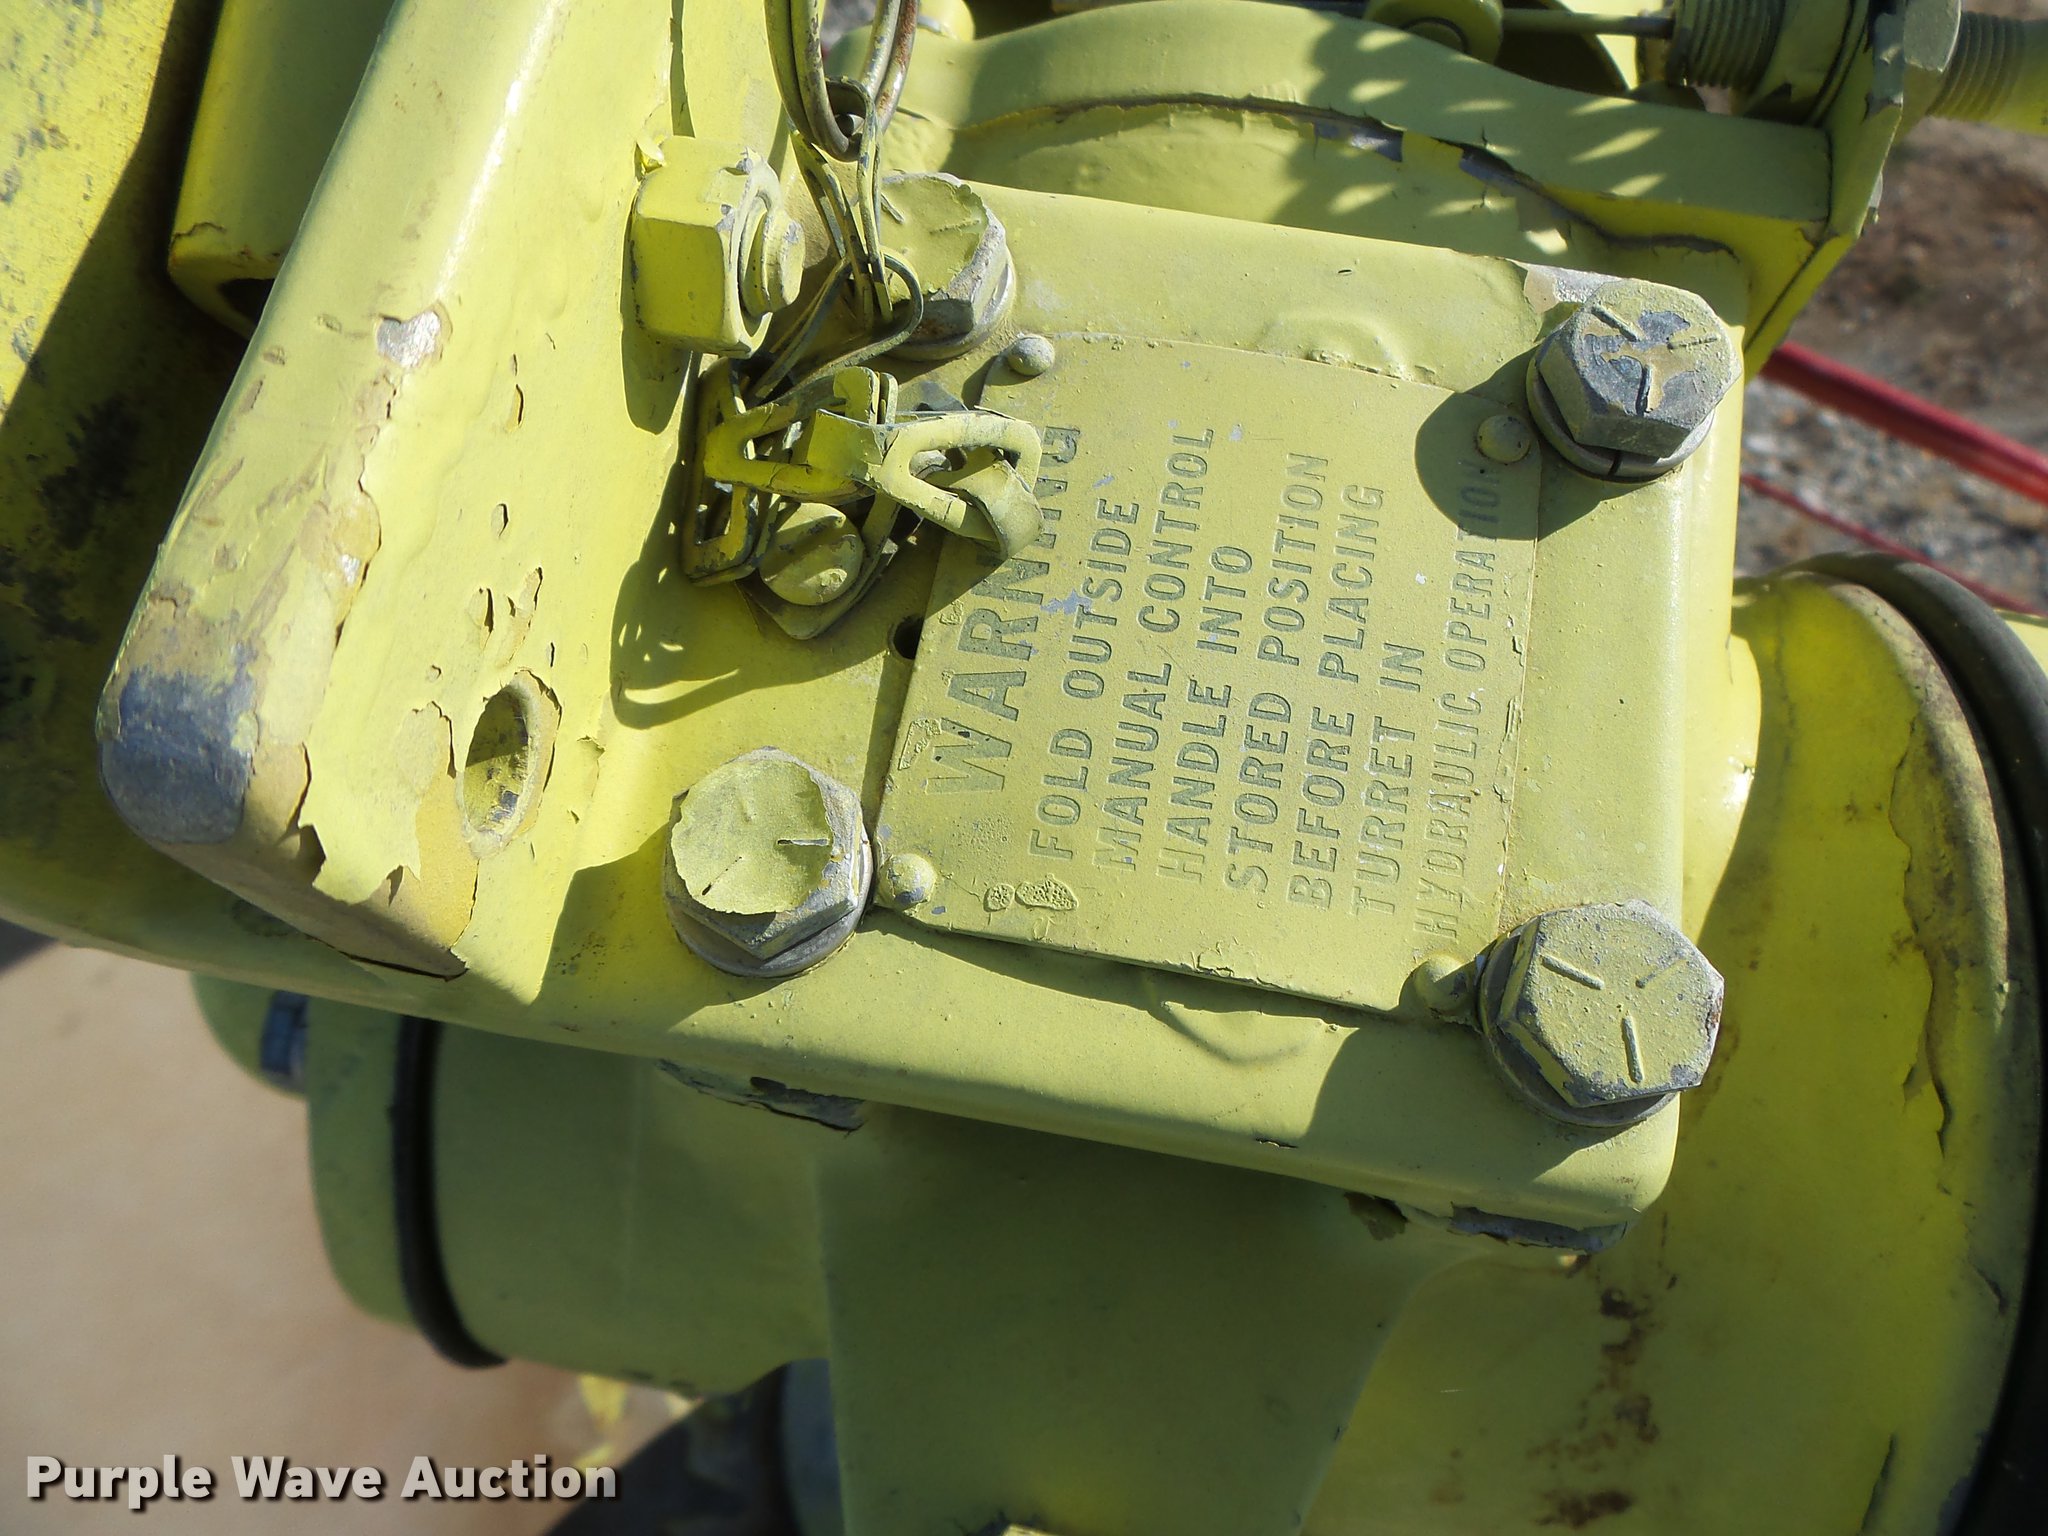 WARNING
FOLD OUTSIDE
MANUAL CONTROL
HANDLE INTO
STORED POSITION
BEFORE PLACING
TURRET IN
HYDRAULIC OPERATION
Purple Wave Auction